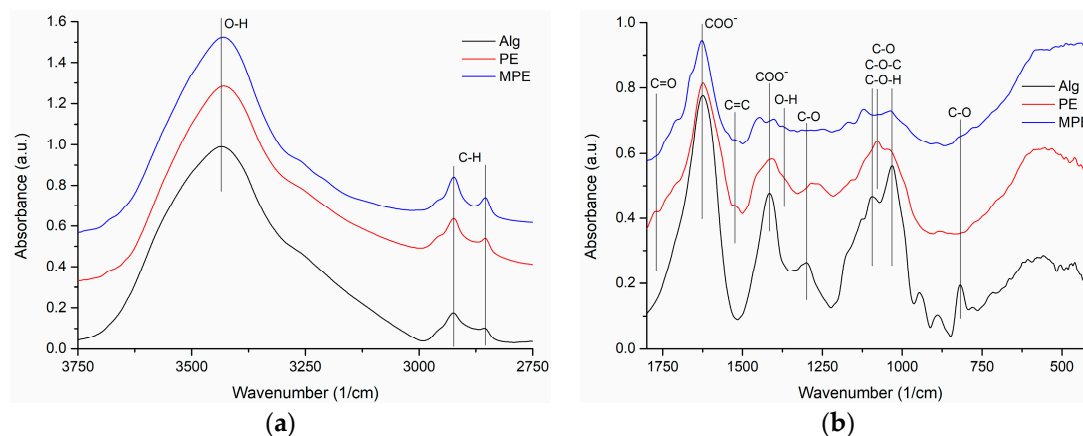 1.6
1.4
1.2
1.0
0.8
0.6
0.4
0.2
0.0
Absorbance (a.u.)
O-H
C-H
Alg
PE
MPE
3750 3500 3250 3000 2750
Wavenumber (1/cm)
(a)
1.0
0.8
0.6
0.4
0.2
0.0
Absorbance (a.u.)
C=O
COO⁻
C=C
COO⁻
O-H
C-O
C-O
C-O-C
C-O-H
C-O
Alg
PE
MPE
1750 1500 1250 1000 750 500
Wavenumber (1/cm)
(b)